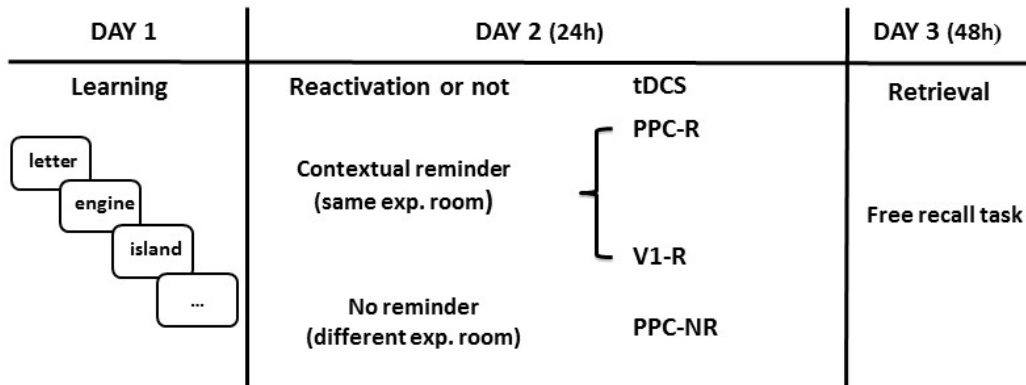 DAY 1
DAY 2 (24h)
DAY 3 (48h)
Learning
Reactivation or not
tDCS
Retrieval
letter
engine
island
...
Contextual reminder
(same exp. room)
PPC-R
V1-R
No reminder
(different exp. room)
PPC-NR
Free recall task